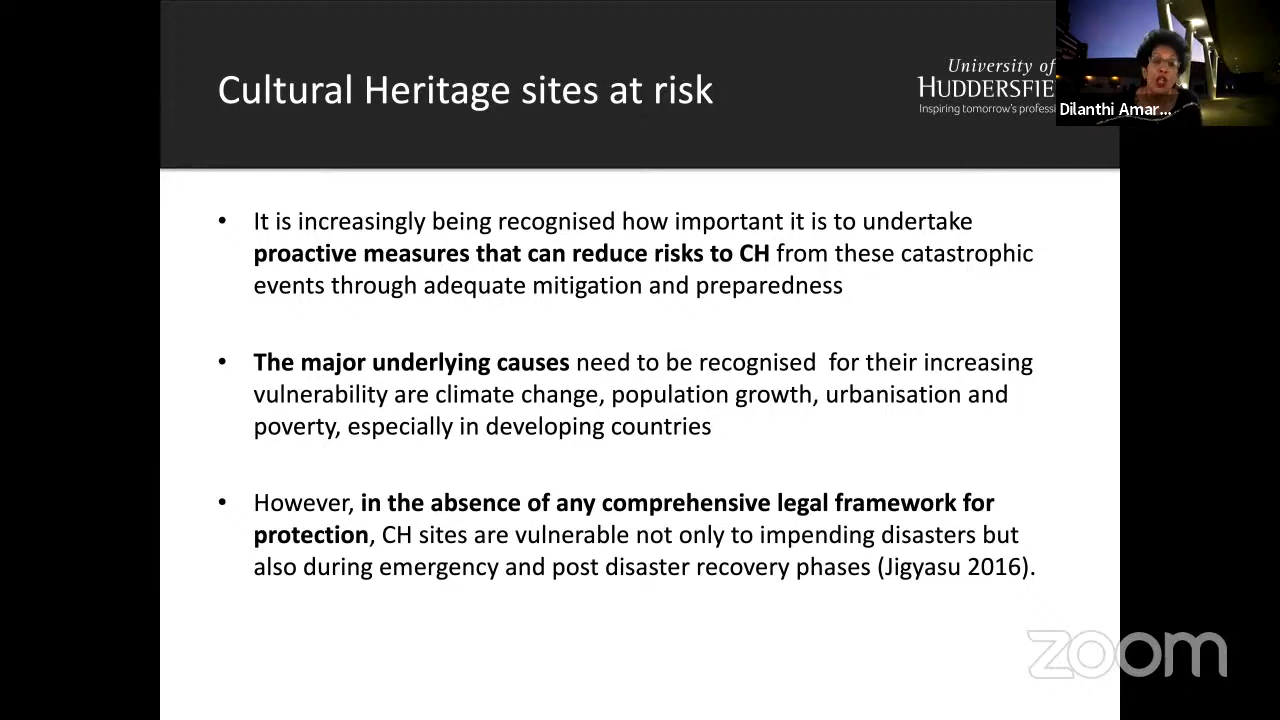 Cultural Heritage sites at risk
University of
HUDDERSFIE
Inspiring tomorrow's professi
Dilanthi Amar...
• It is increasingly being recognised how important it is to undertake
proactive measures that can reduce risks to CH from these catastrophic
events through adequate mitigation and preparedness
• The major underlying causes need to be recognised for their increasing
vulnerability are climate change, population growth, urbanisation and
poverty, especially in developing countries
• However, in the absence of any comprehensive legal framework for
protection, CH sites are vulnerable not only to impending disasters but
also during emergency and post disaster recovery phases (Jigyasu 2016).
zoom